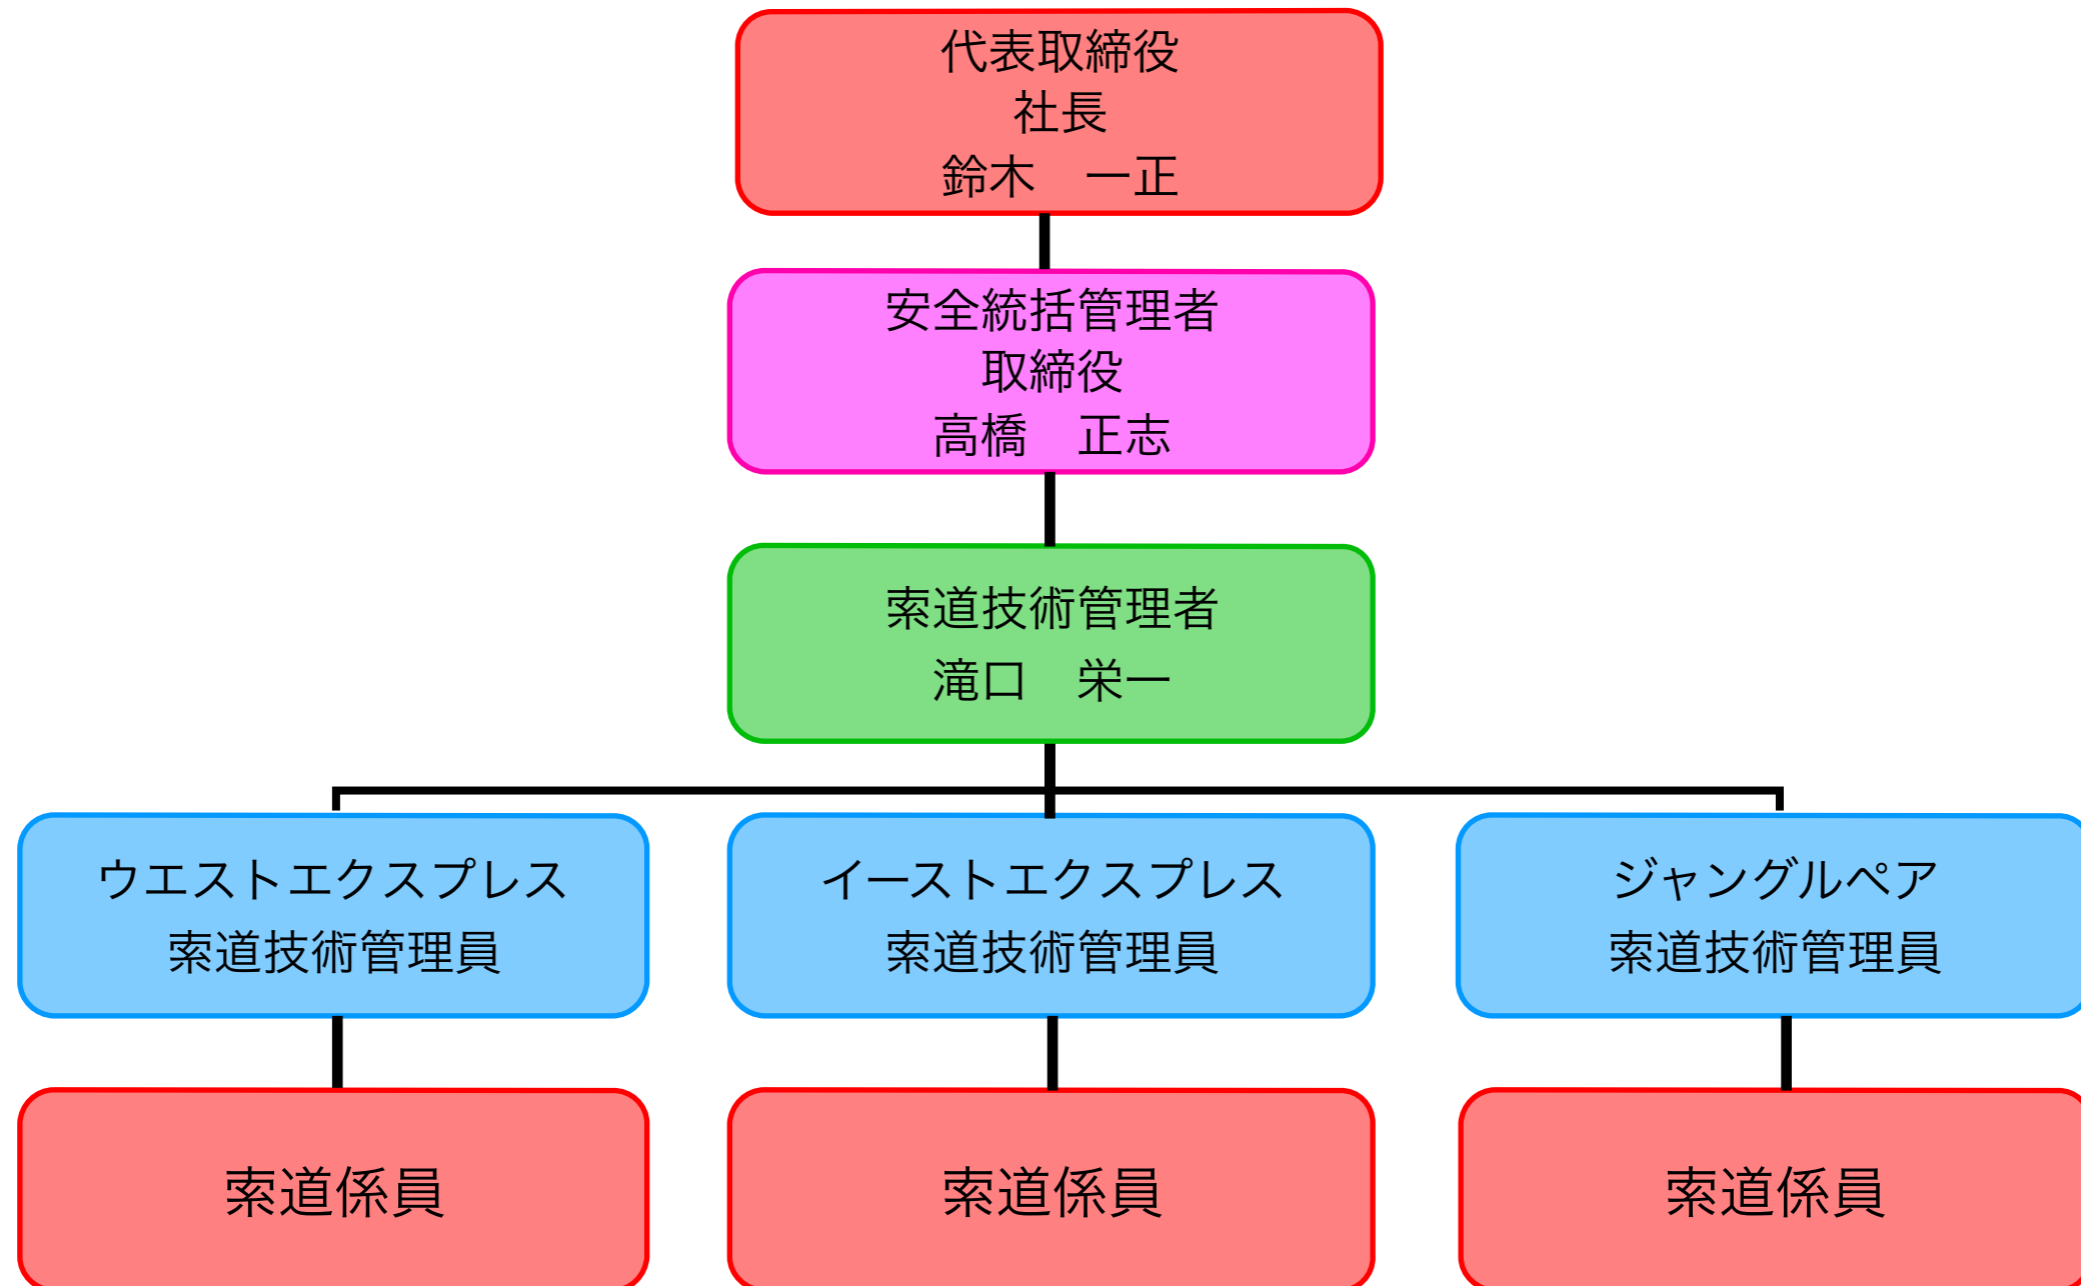 代表取締役
社長
鈴木　一正
安全統括管理者
取締役
高橋　正志
索道技術管理者
滝口　栄一
ウエストエクスプレス
索道技術管理員
イーストエクスプレス
索道技術管理員
ジャングルペア
索道技術管理員
索道係員
索道係員
索道係員